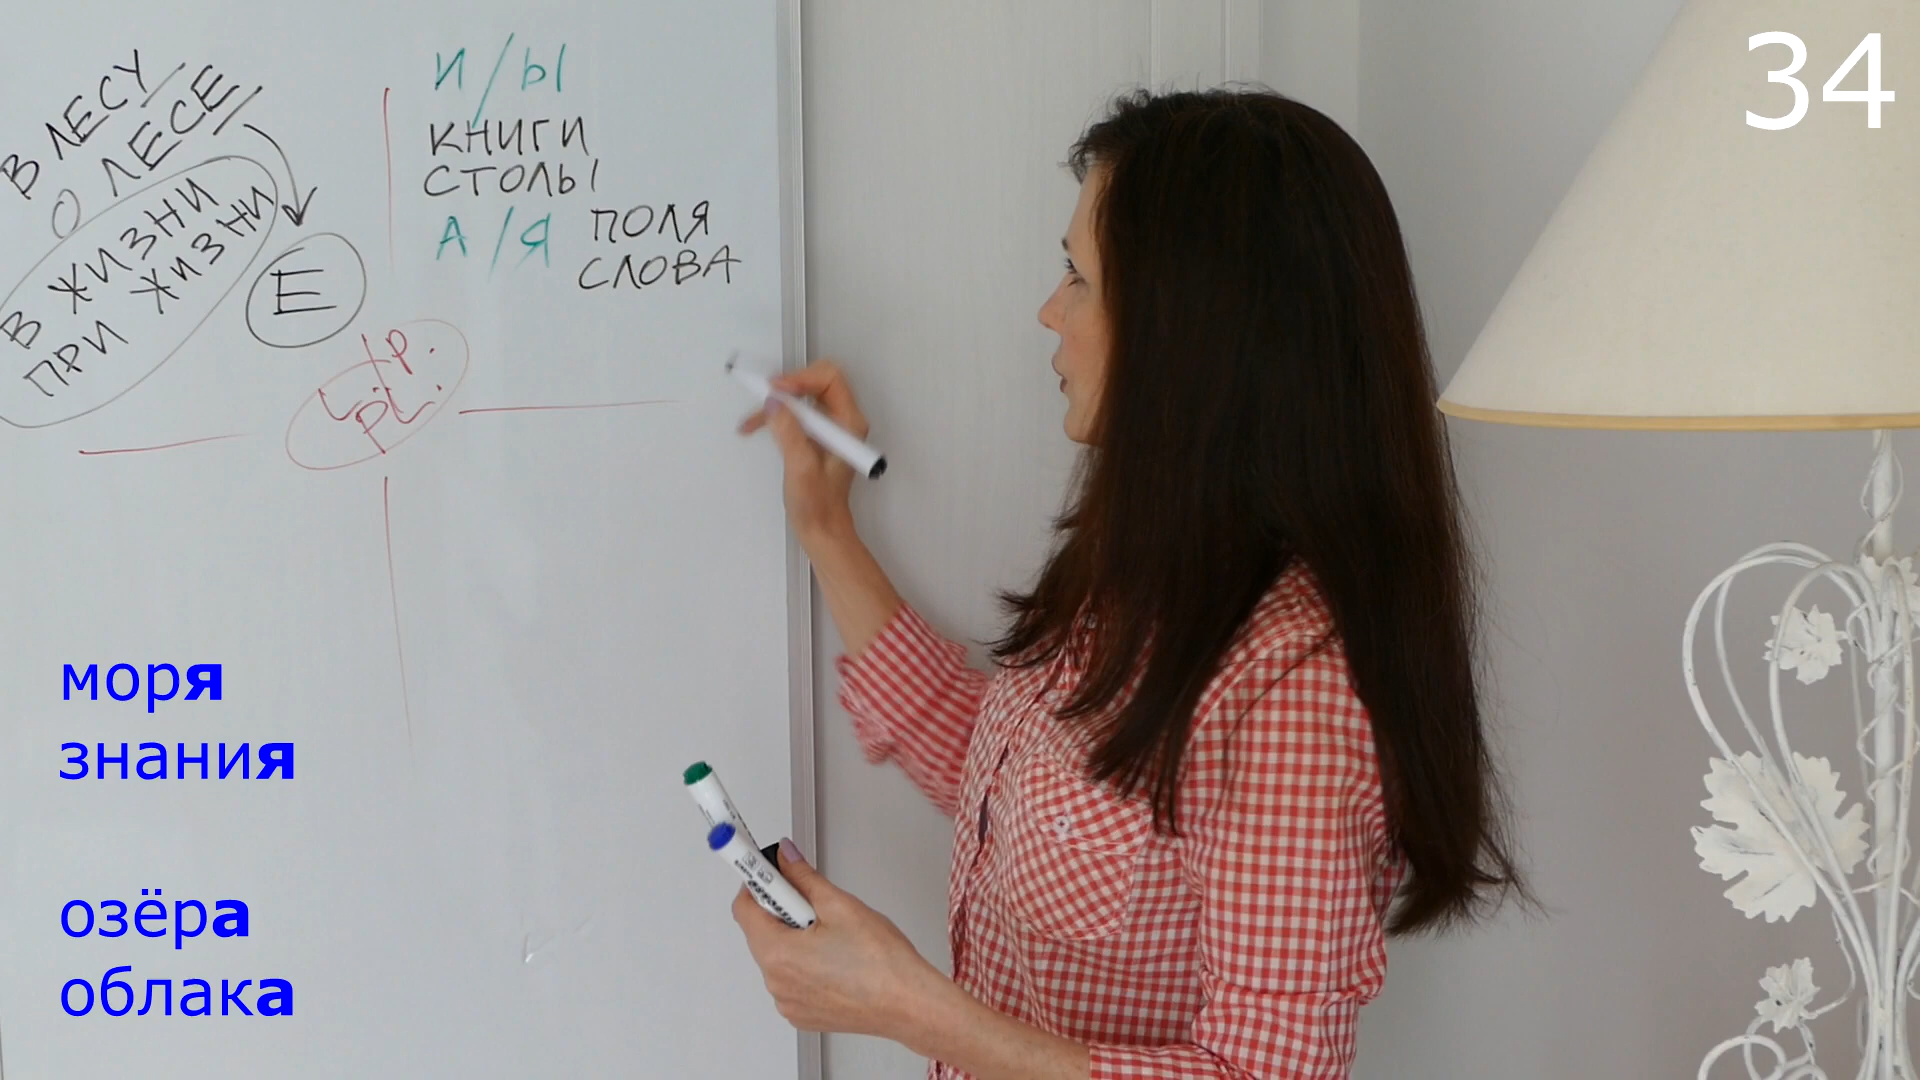 В ЛЕСУ
О ЛЕСЕ
В ЖИЗНИ
ПРИ ЖИЗНИ
Е
И/Ы
КНИГИ
СТОЛЫ
А/Я ПОЛЯ
СЛОВА
34
моря
знания
озёра
облака